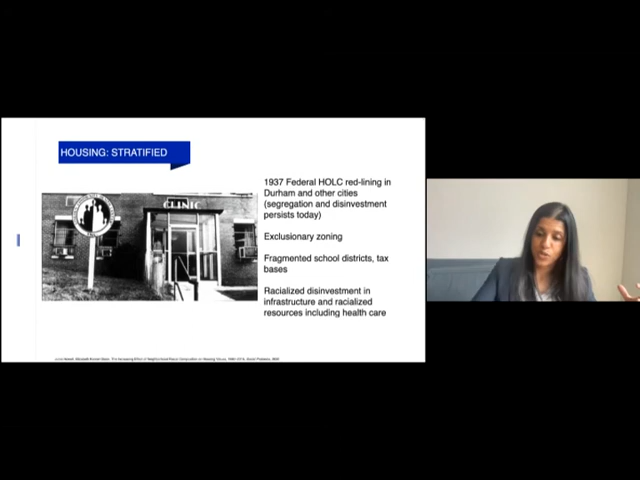 HOUSING: STRATIFIED
CLINIC
1937 Federal HOLC red-lining in
Durham and other cities
(segregation and disinvestment
persists today)
Exclusionary zoning
Fragmented school districts, tax
bases
Racialized disinvestment in
infrastructure and racialized
resources including health care